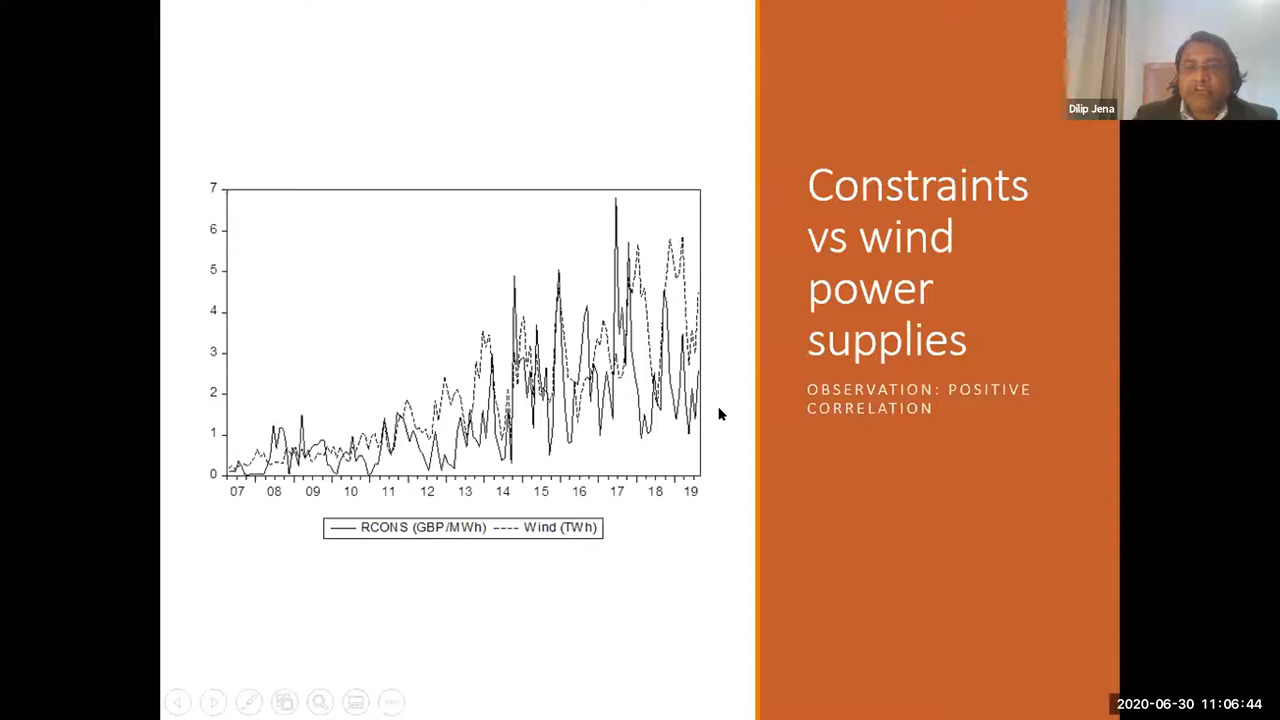 Dilip Jena
Constraints
vs wind
power
supplies
OBSERVATION: POSITIVE
CORRELATION
7
6
5
4
3
2
1
0
07 08 09 10 11 12 13 14 15 16 17 18 19
RCONS (GBP/MWh) Wind (TWh)
2020-06-30 11:06:44